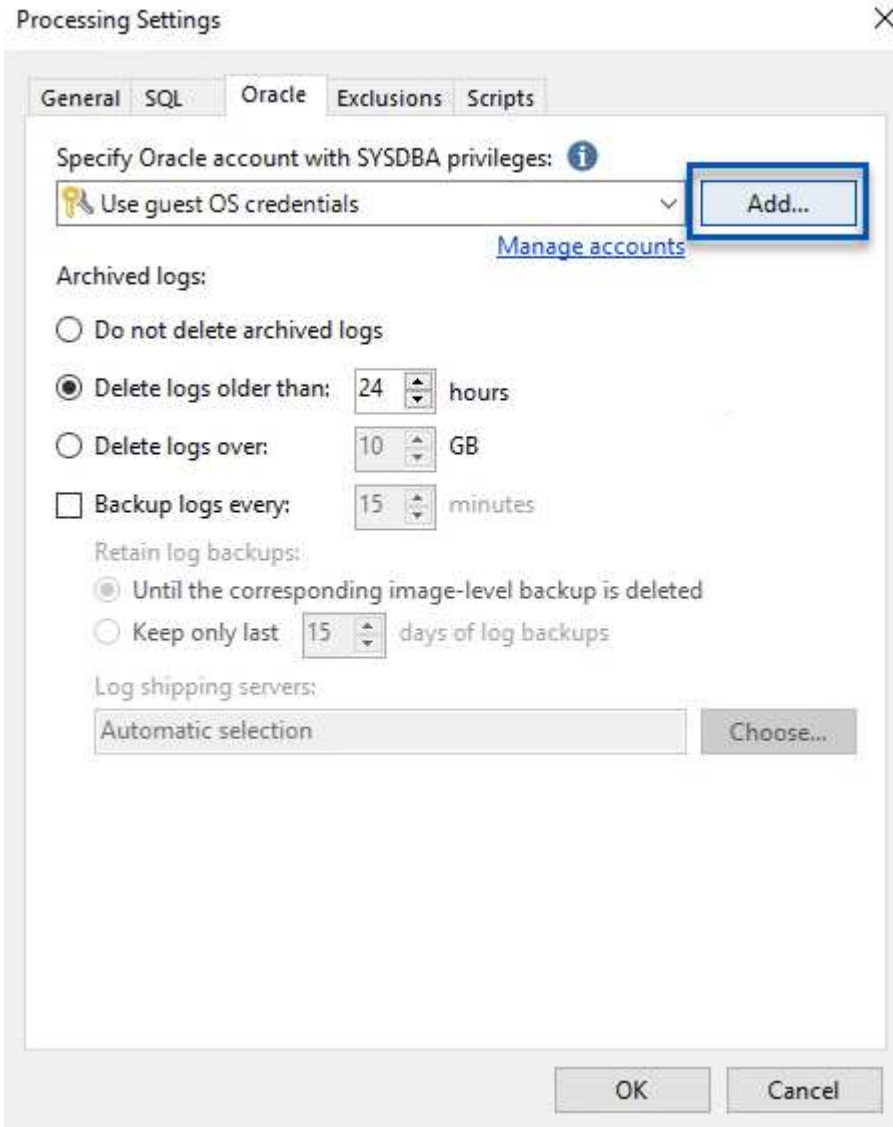 Processing Settings
General SQL Oracle Exclusions Scripts
Specify Oracle account with SYSDBA privileges:
Use guest OS credentials Add...
Manage accounts
Archived logs:
Do not delete archived logs
Delete logs older than: 24 hours
Delete logs over: 10 GB
Backup logs every: 15 minutes
Retain log backups:
Until the corresponding image-level backup is deleted
Keep only last 15 days of log backups
Log shipping servers:
Automatic selection Choose...
OK Cancel